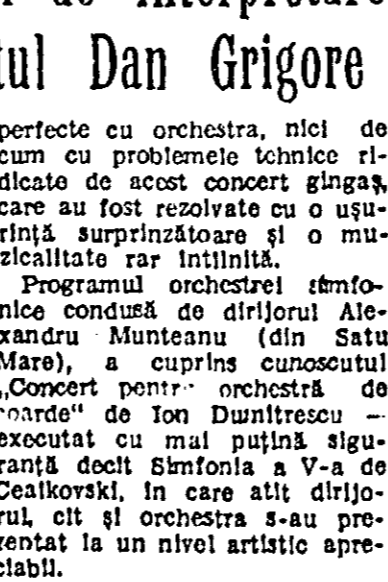 de interpretare
tul Dan Grigore
perfecte cu orchestra, nici de
cum cu problemele tehnice ri-
dicate de acest concert gingaș,
care au fost rezolvate cu o ușu-
rință surprinzătoare și o mu-
zicalitate rar întîlnită.
Programul orchestrei simfo-
nice condusă de dirijorul Ale-
xandru Munteanu (din Satu
Mare), a cuprins cunoscutul
„Concert pentr orchestră de
coarde" de Ion Dumitrescu —
executat cu mai puțină sigu-
ranță decît Simfonia a V-a de
Ceaikovski, în care atît dirijo-
rul, cît și orchestra s-au pre-
zentat la un nivel artistic apre-
ciabil.